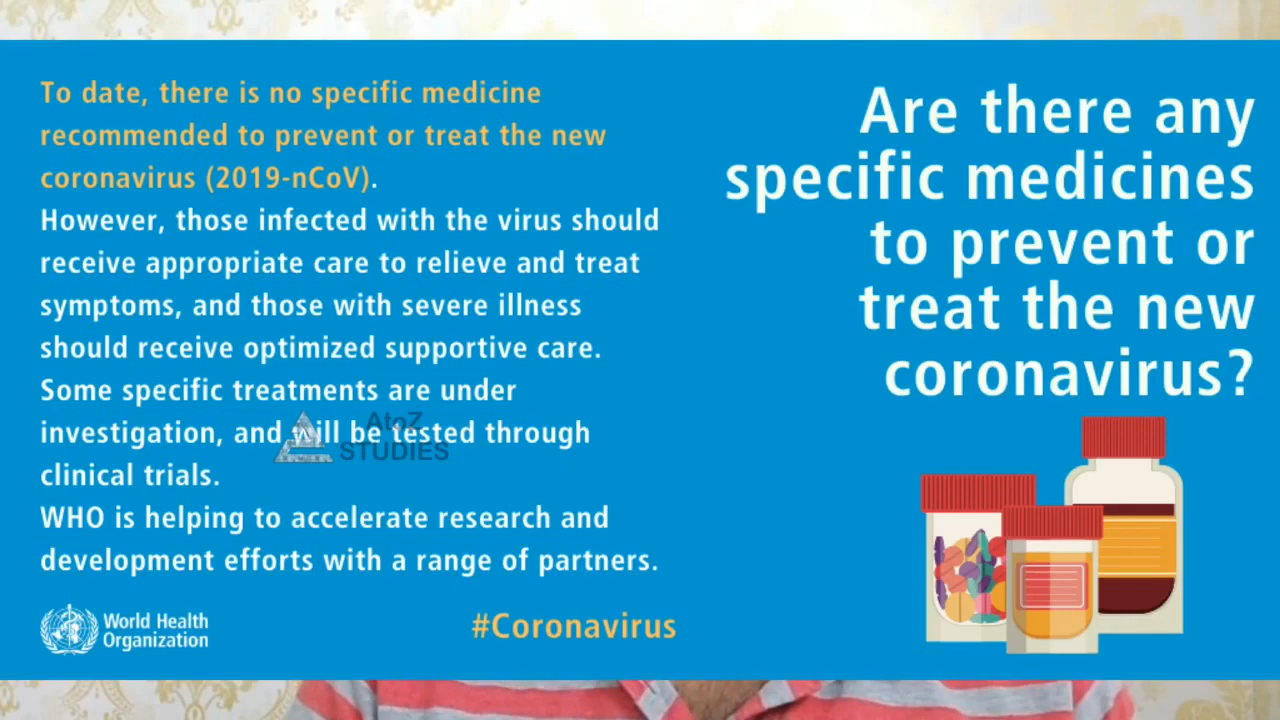 To date, there is no specific medicine
recommended to prevent or treat the new
coronavirus (2019-nCoV).
However, those infected with the virus should
receive appropriate care to relieve and treat
symptoms, and those with severe illness
should receive optimized supportive care.
Some specific treatments are under
investigation, and will be tested through
clinical trials.
WHO is helping to accelerate research and
development efforts with a range of partners.
AtoZ
STUDIES
World Health
Organization
#Coronavirus
Are there any
specific medicines
to prevent or
treat the new
coronavirus?